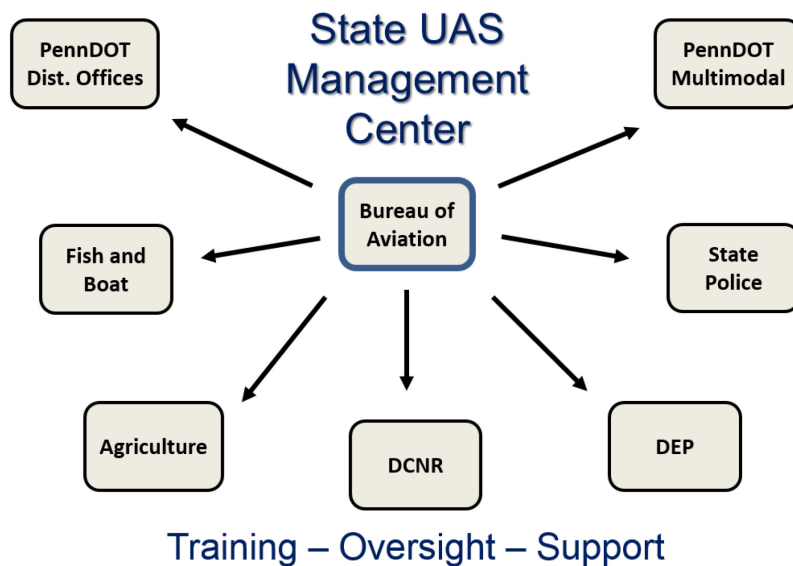 State UAS
Management
Center
PennDOT
Dist. Offices
PennDOT
Multimodal
Bureau of
Aviation
Fish and
Boat
State
Police
Agriculture
DCNR
DEP
Training – Oversight – Support